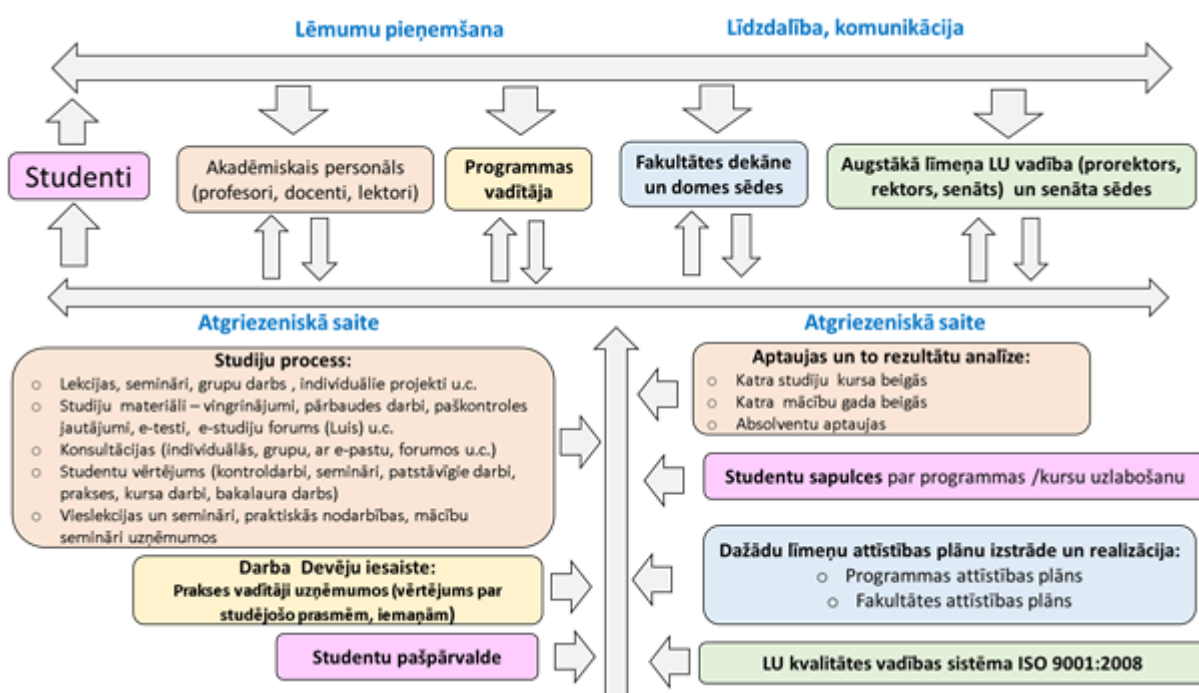 Lēmumu pieņemšana
Līdzdalība, komunikācija
Studenti
Akadēmiskais personāls
(profesori, docenti, lektori)
Programmas
vadītāja
Fakultātes dekāne
un domes sēdes
Augstākā līmeņa LU vadība (prorektors,
rektors, senāts) un senāta sēdes
Atgriezeniskā saite
Atgriezeniskā saite
Studiju process:
o Lekcijas, semināri, grupu darbs , individuālie projekti u.c.
o Studiju materiāli – vingrinājumi, pārbaudes darbi, paškontroles
jautājumi, e-testi, e-studiju forums (Luis) u.c.
o Konsultācijas (individuālās, grupu, ar e-pastu, forumos u.c.)
o Studentu vērtējums (kontroldarbi, semināri, patstāvīgie darbi,
prakses, kursa darbi, bakalaura darbs)
o Vieslekcijas un semināri, praktiskās nodarbības, mācību
semināri uzņēmumos
Darba Devēju iesaiste:
Prakses vadītāji uzņēmumos (vērtējums par
studējošo prasmēm, iemaņām)
Studentu pašpārvalde
Aptaujas un to rezultātu analīze:
o Katra studiju kursa beigās
o Katra mācību gada beigās
o Absolventu aptaujas
Studentu sapulces par programmas /kursu uzlabošanu
Dažādu līmeņu attīstības plānu izstrāde un realizācija:
o Programmas attīstības plāns
o Fakultātes attīstības plāns
LU kvalitātes vadības sistēma ISO 9001:2008